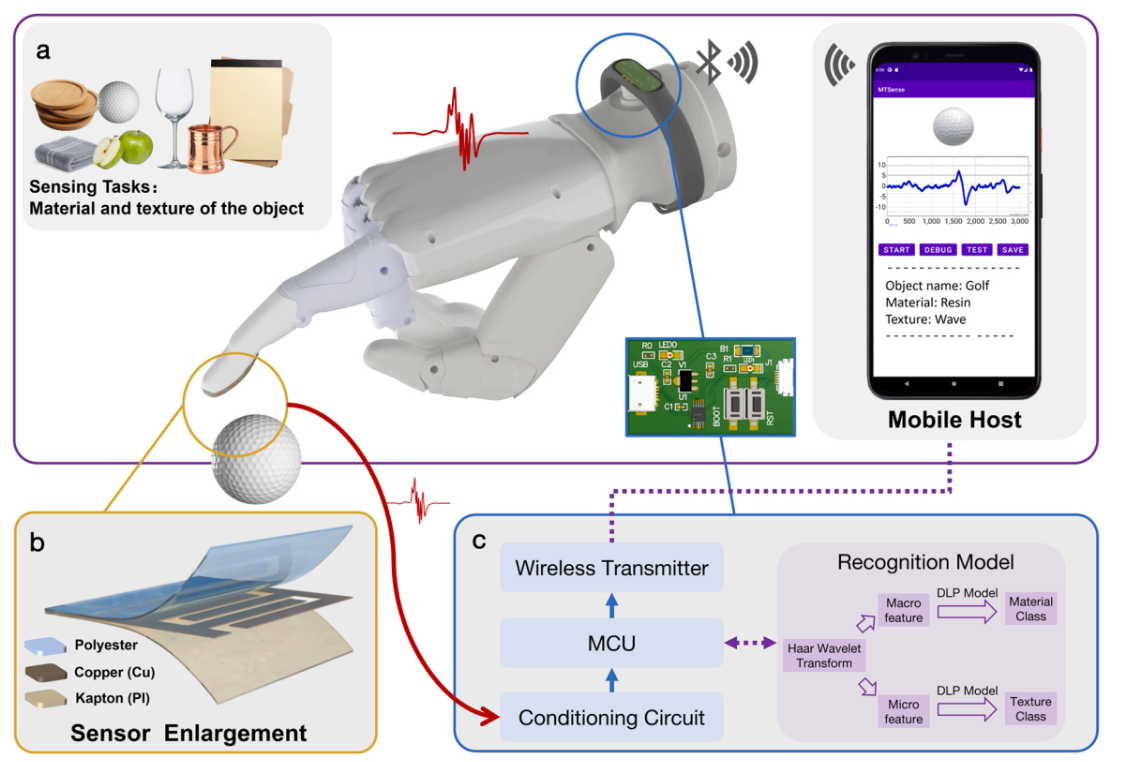 a
Sensing Tasks:
Material and texture of the object
MTSense
10
5
0
-5
-10
0 500 1,000 1,500 2,000 2,500 3,000
START DEBUG TEST SAVE
Object name: Golf
Material: Resin
Texture: Wave
Mobile Host
R0 LED0 C3 B1
USB C2 V1 R1 LED1 J1
C1 U1 BOOT RST
b
Polyester
Copper (Cu)
Kapton (PI)
Sensor Enlargement
c
Wireless Transmitter
MCU
Conditioning Circuit
Recognition Model
Haar Wavelet
Transform
Macro
feature
DLP Model
Material
Class
Micro
feature
DLP Model
Texture
Class